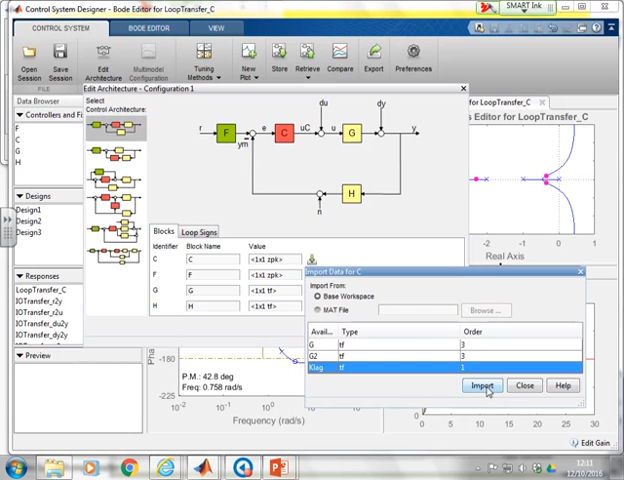 Control System Designer - Bode Editor for LoopTransfer_C
SMART Ink
CONTROL SYSTEM
BODE EDITOR
VIEW
Open Session
Save Session
Edit Architecture
Multimodel Configuration
Tuning Methods
New Plot
Store
Retrieve
Compare
Export
Preferences
FILE
Data Browser
Controllers and Fi
F
C
G
H
Designs
Design1
Design2
Design3
Responses
LoopTransfer_C
IOTransfer_r2y
IOTransfer_r2u
IOTransfer_du2y
IOTransfer_dy2y
Preview
Edit Architecture - Configuration 1
Select Control Architecture:
du
dy
r
F
e
C
uC
u
G
y
ym
H
n
Blocks
Loop Signs
Identifier
Block Name
Value
C
C
<1x1 zpk>
F
F
<1x1 zpk>
G
G
<1x1 tf>
H
H
<1x1 tf>
for LoopTransfer_C
s Editor for LoopTransfer_C
-2
-1
0
1
Real Axis
Import Data for C
Import From:
Base Workspace
MAT File
Browse ...
Avai...
Type
Order
G
tf
3
G2
tf
3
Klag
tf
1
Import
Close
Help
Pha
-180
P.M.: 42.8 deg
Freq: 0.758 rad/s
10-2
100
102
Frequency (rad/s)
0
5
10
15
20
25
30
Edit Gain
12:11
12/10/2016